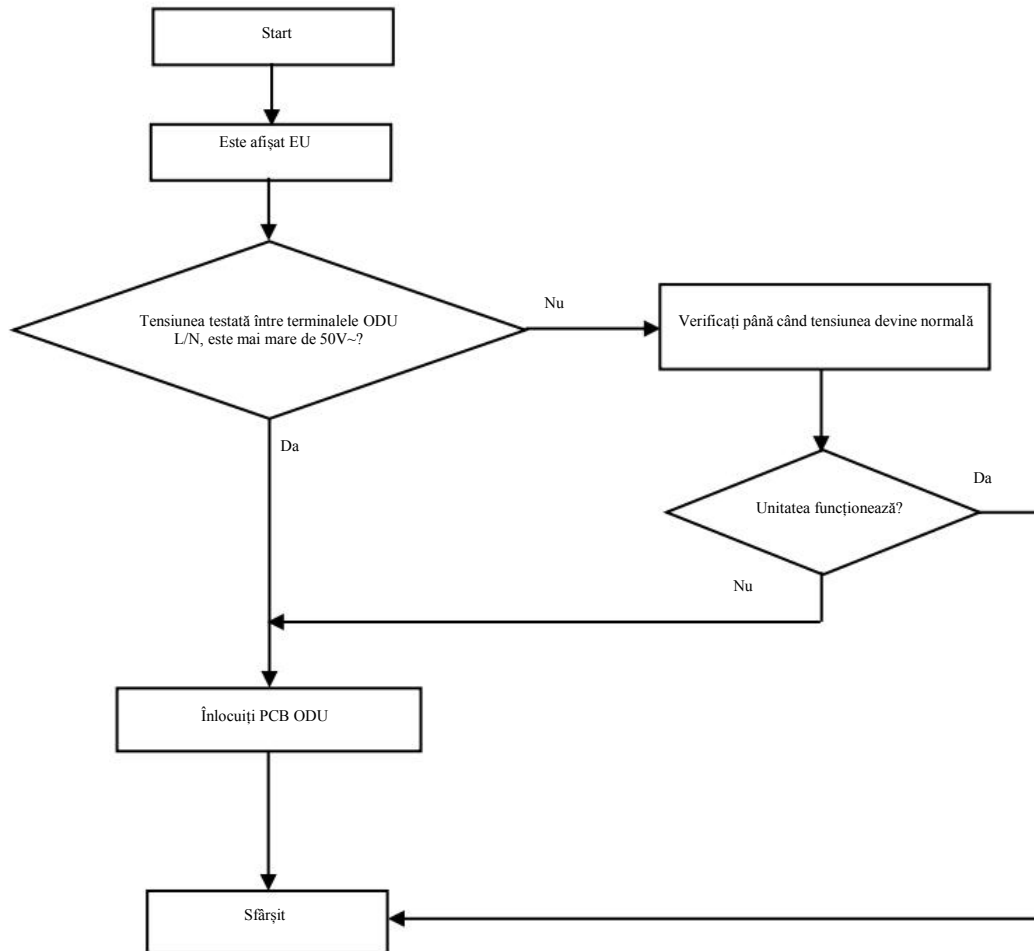 Start
Este afișat EU
Tensiunea testată între terminalele ODU
L/N, este mai mare de 50V~?
Nu
Verificați până când tensiunea devine normală
Da
Unitatea funcționează?
Da
Nu
Înlocuiți PCB ODU
Sfârșit